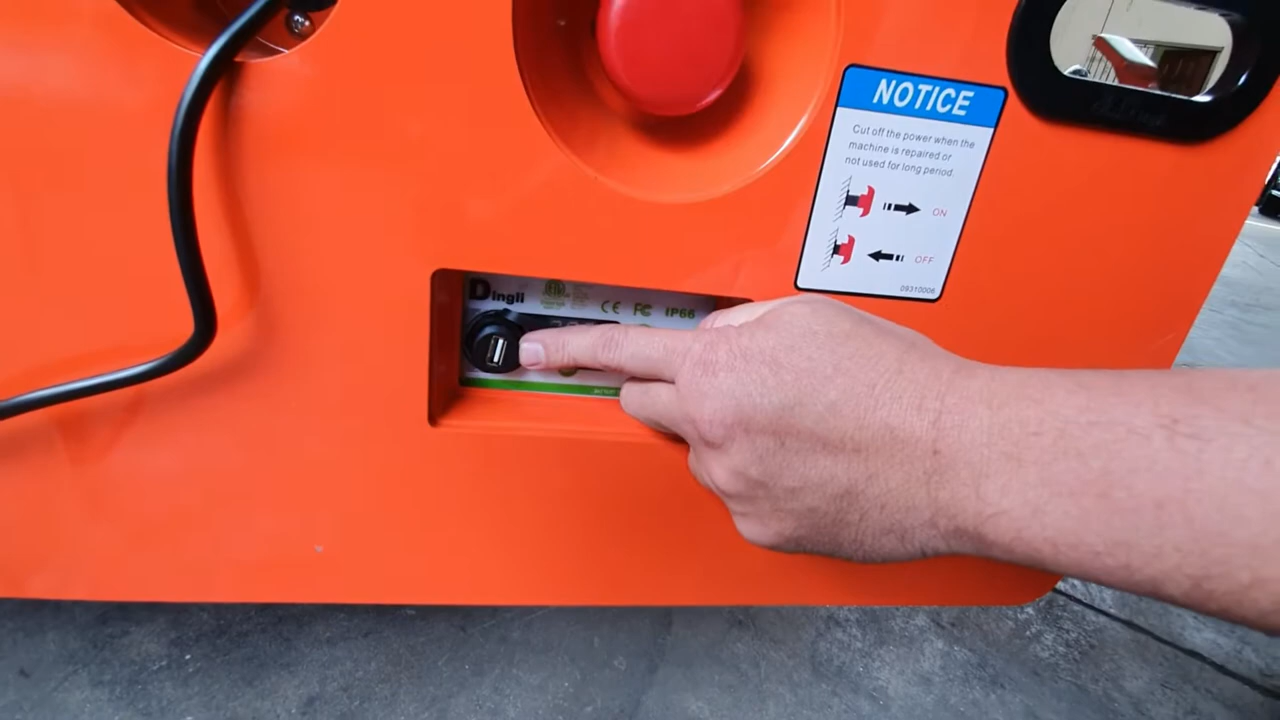 NOTICE
Cut off the power when the
machine is repaired or
not used for long period.
ON
OFF
09310006
Dingli
CE FC IP66